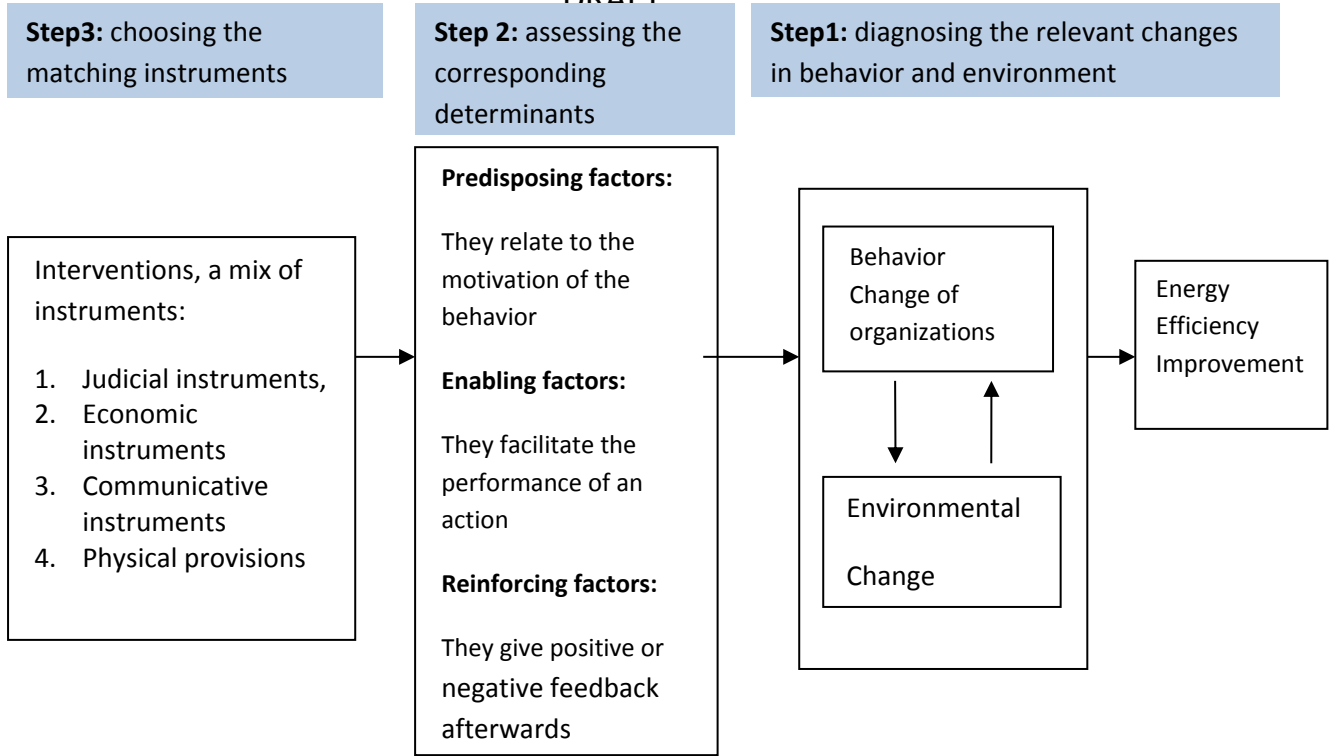 DRAFT
Step3: choosing the
matching instruments
Step 2: assessing the
corresponding
determinants
Step1: diagnosing the relevant changes
in behavior and environment
Interventions, a mix of
instruments:
1. Judicial instruments,
2. Economic
instruments
3. Communicative
instruments
4. Physical provisions
Predisposing factors:
They relate to the
motivation of the
behavior
Enabling factors:
They facilitate the
performance of an
action
Reinforcing factors:
They give positive or
negative feedback
afterwards
Behavior
Change of
organizations
Environmental
Change
Energy
Efficiency
Improvement